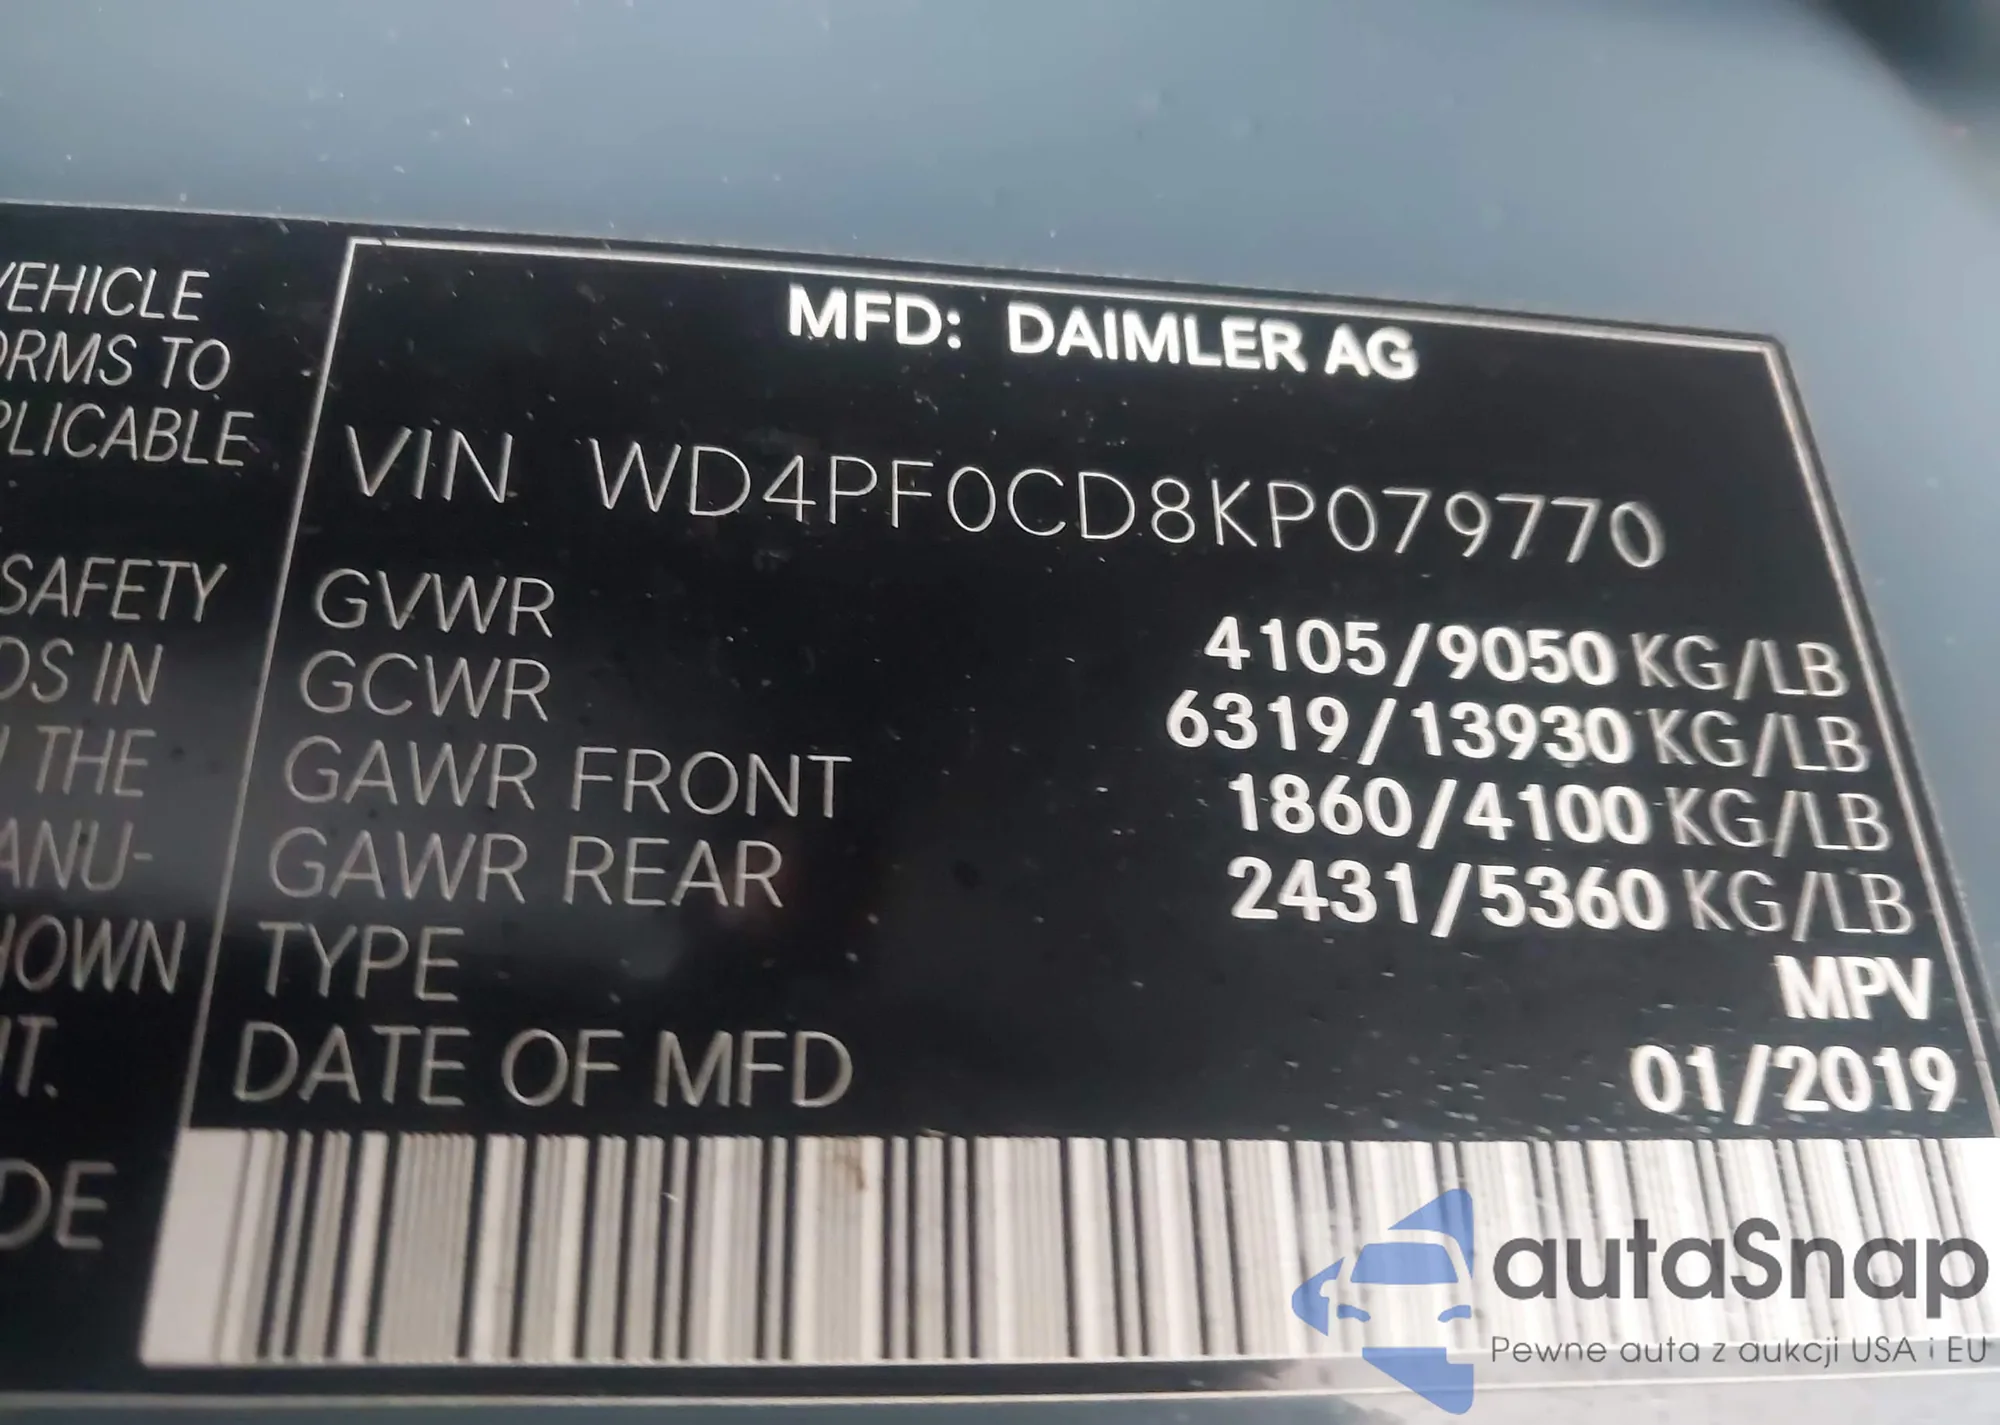 VEHICLE
ORMS TO
PLICABLE
SAFETY
DS IN
THE
ANU-
HOWN
T.
DE
MFD: DAIMLER AG
VIN WD4PF0CD8KP079770
GVWR 4105/9050 KG/LB
GCWR 6319/13930 KG/LB
GAWR FRONT 1860/4100 KG/LB
GAWR REAR 2431/5360 KG/LB
TYPE MPV
DATE OF MFD 01/2019
autaSnap
Pewne auta z aukcji USA i EU